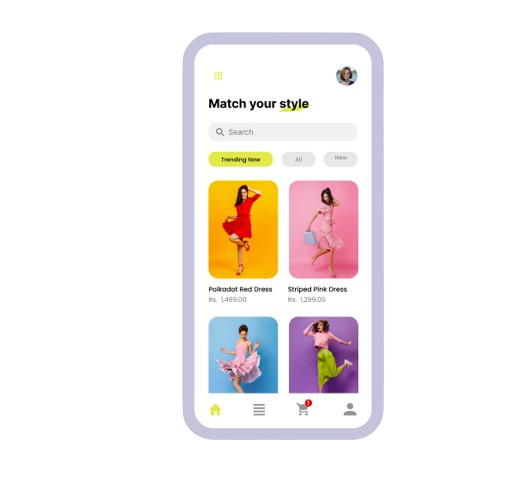 Match your style
Search
Trending Now
All
New
Polkadot Red Dress
Striped Pink Dress
Rs. 1,499.00
Rs. 1,299.00
1